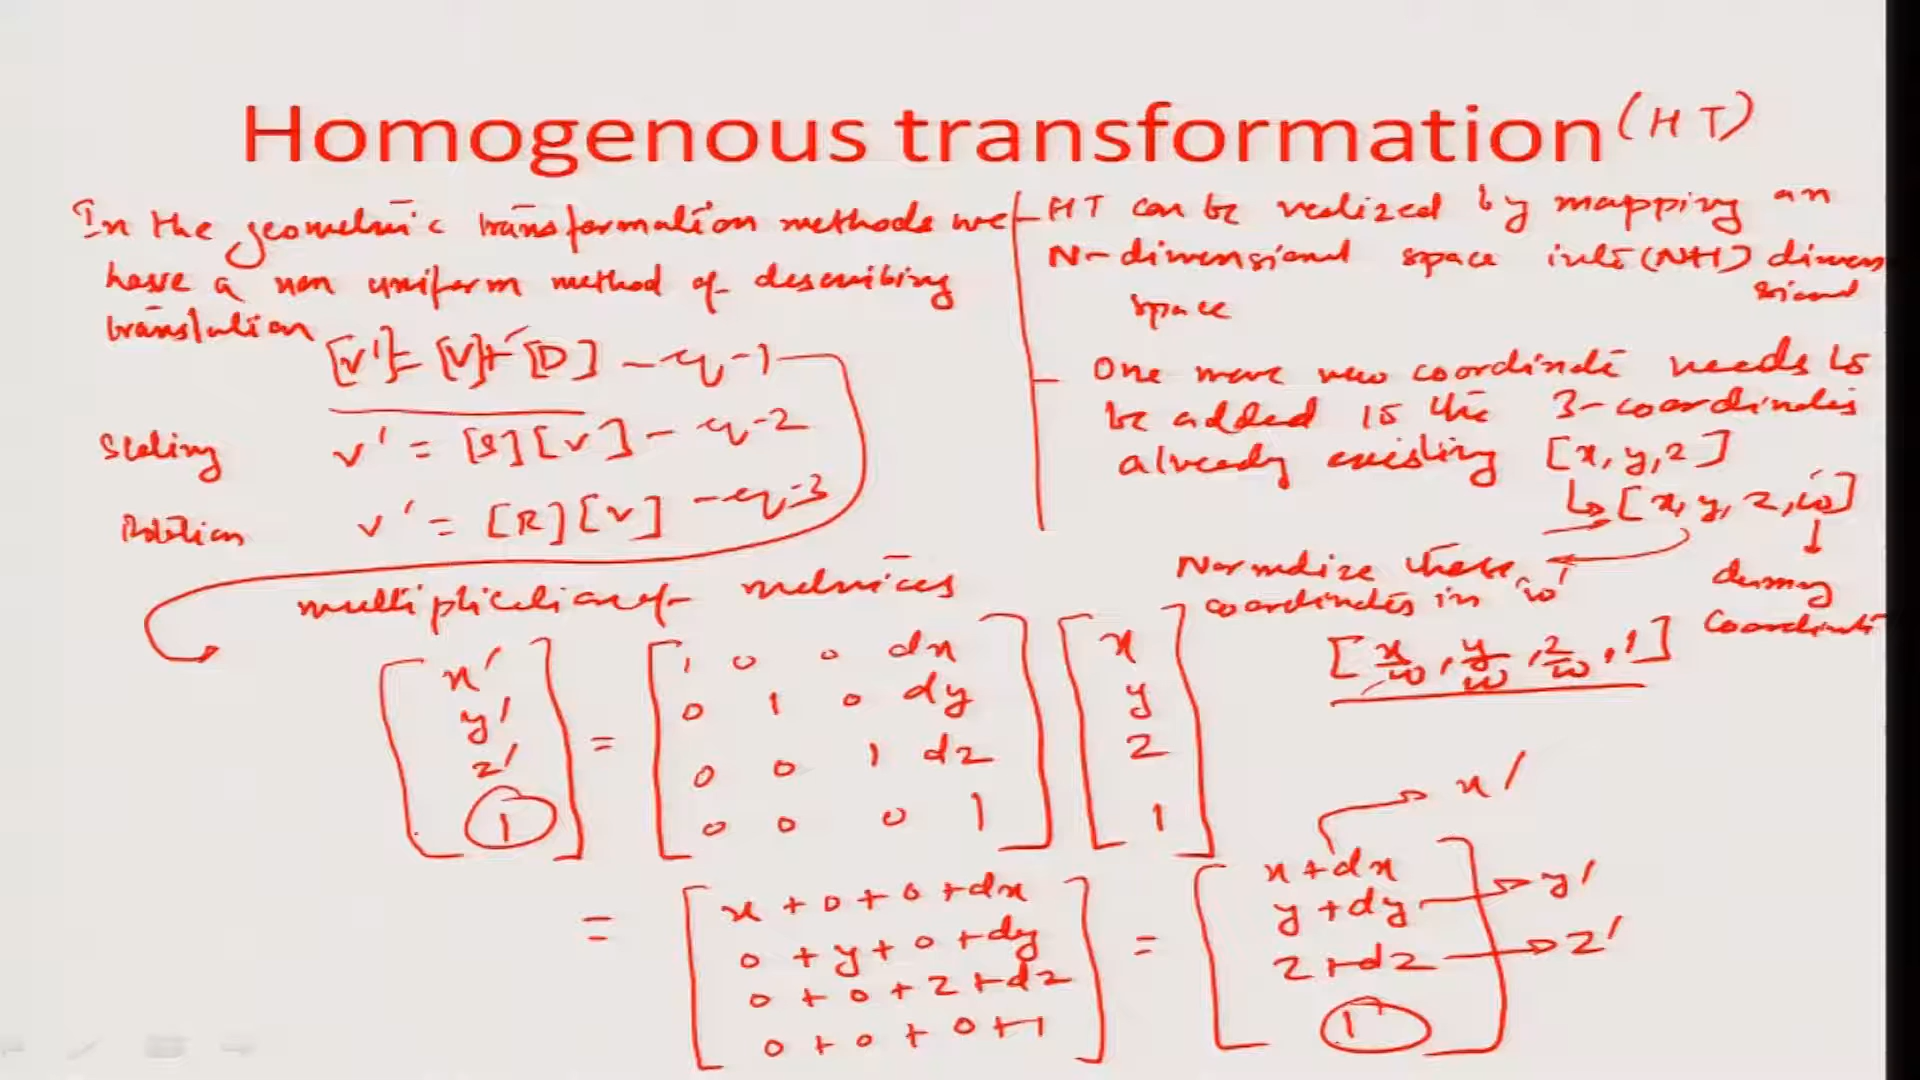 Homogenous transformation (HT)
In the geometric transformation methods we
have a non uniform method of describing
translation
[v'] = [v] + [D] - eq-1
Scaling v' = [S][v] - eq-2
Rotation v' = [R][v] - eq-3
multiplication of matrices
- HT can be realized by mapping an
N-dimensional space into (N+1) dimen
sional
space
- One more new coordinate needs to
be added to the 3-coordinates
already existing [x, y, z]
↳ [x, y, z, w]
Normalize these
coordinates in 'w'
dummy
Coordinate
[x/w, y/w, z/w, 1]
[x' y' z' 1] = [1 0 0 dx
0 1 0 dy
0 0 1 dz
0 0 0 1] [x y z 1]
= [x + 0 + 0 + dx
0 + y + 0 + dy
0 + 0 + z + dz
0 + 0 + 0 + 1]
= [x + dx → x'
y + dy → y'
z + dz → z'
1]